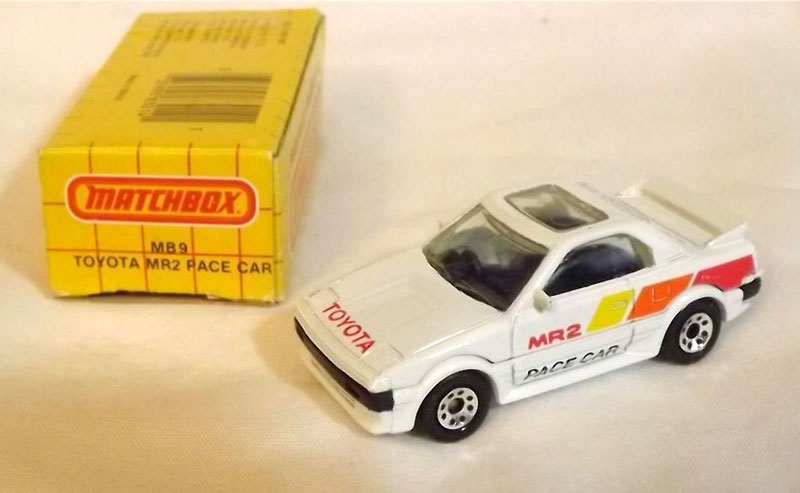 MATCHBOX
MB9
TOYOTA MR2 PACE CAR
TOYOTA
MR2
PACE CAR